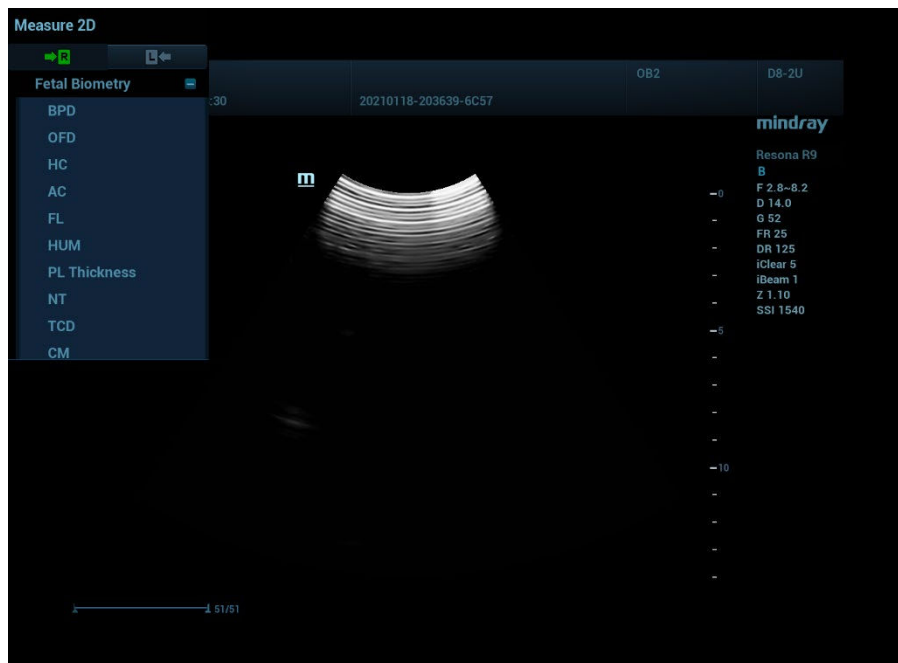 Measure 2D
R L
Fetal Biometry
BPD
OFD
HC
AC
FL
HUM
PL Thickness
NT
TCD
CM
:30 20210118-203639-6C57 OB2 D8-2U
mindray
Resona R9
B
F 2.8~8.2
D 14.0
G 52
FR 25
DR 125
iClear 5
iBeam 1
Z 1.10
SSI 1540
m
0
5
10
51/51